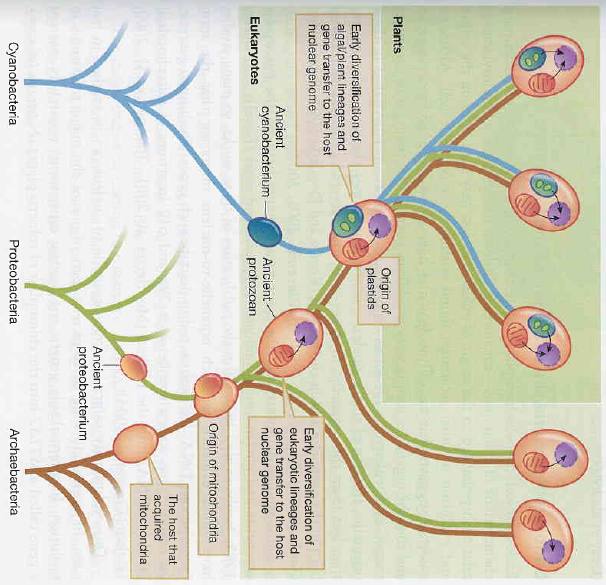 Plants
Early diversification of
algal/plant lineages and
gene transfer to the host
nuclear genome
Eukaryotes
Origin of
plastids
Ancient
cyanobacterium
Ancient
protozoan
Early diversification of
eukaryotic lineages and
gene transfer to the host
nuclear genome
Origin of mitochondria
The host that
acquired
mitochondria
Ancient
proteobacterium
Cyanobacteria
Proteobacteria
Archaebacteria